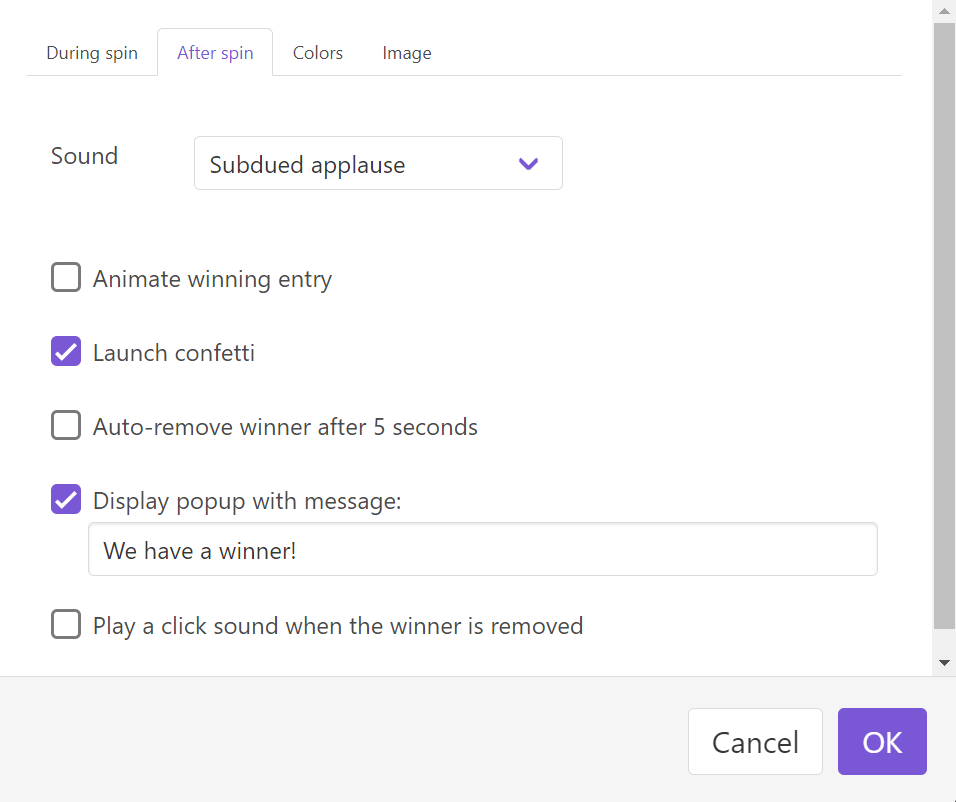 During spin After spin Colors Image
Sound Subdued applause
Animate winning entry
Launch confetti
Auto-remove winner after 5 seconds
Display popup with message:
We have a winner!
Play a click sound when the winner is removed
Cancel OK